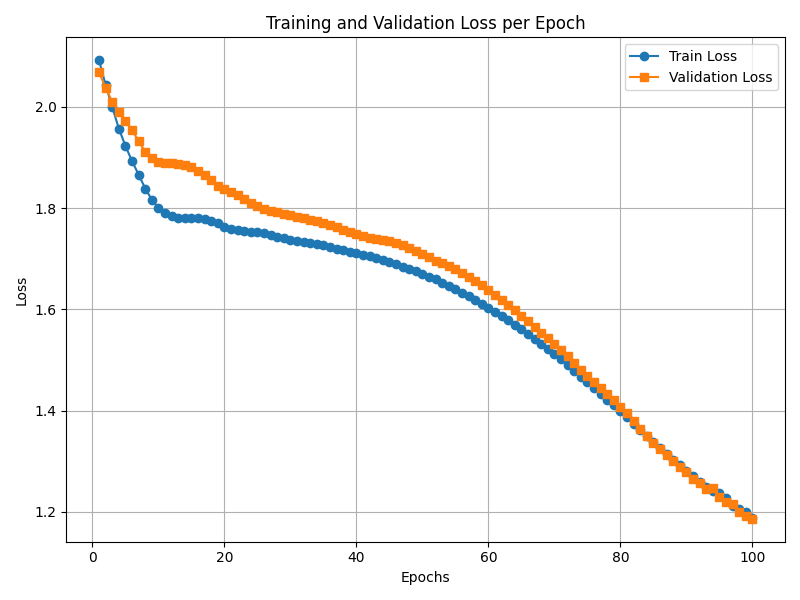 Training and Validation Loss per Epoch
Train Loss
Validation Loss
2.0
1.8
1.6
1.4
1.2
Loss
0 20 40 60 80 100
Epochs